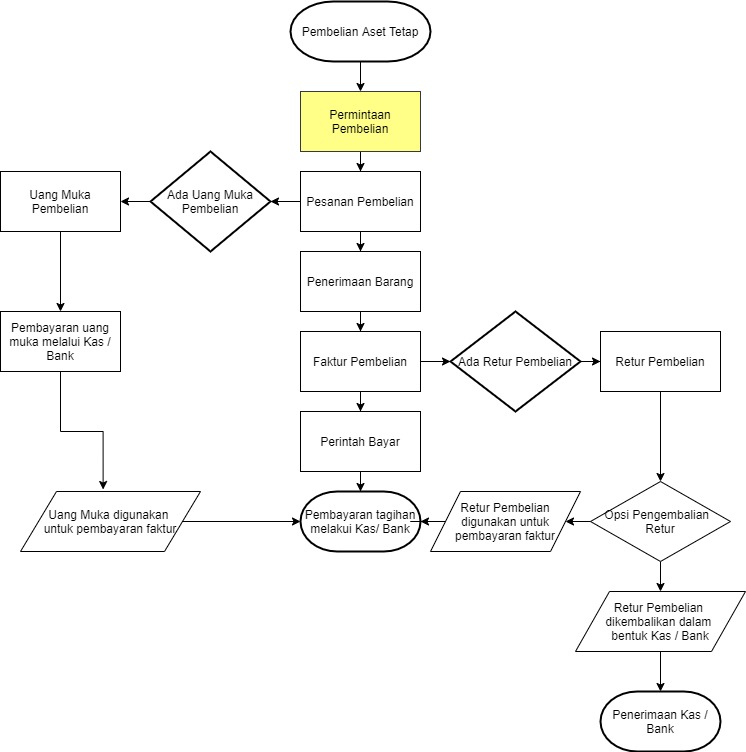 Pembelian Aset Tetap
Permintaan
Pembelian
Uang Muka
Pembelian
Ada Uang Muka
Pembelian
Pesanan Pembelian
Penerimaan Barang
Pembayaran uang
muka melalui Kas /
Bank
Faktur Pembelian
Ada Retur Pembelian
Retur Pembelian
Perintah Bayar
Uang Muka digunakan
untuk pembayaran faktur
Pembayaran tagihan
melakui Kas/ Bank
Retur Pembelian
digunakan untuk
pembayaran faktur
Opsi Pengembalian
Retur
Retur Pembelian
dikembalikan dalam
bentuk Kas / Bank
Penerimaan Kas /
Bank